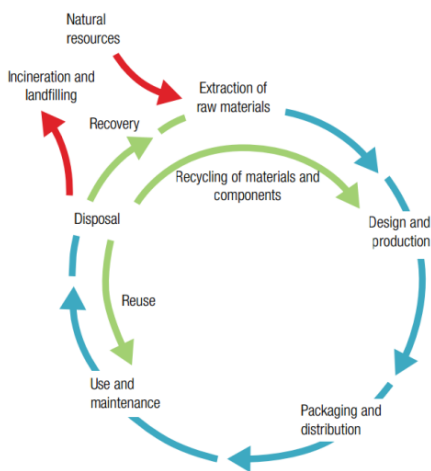 Natural
resources
Incineration and
landfilling
Extraction of
raw materials
Recovery
Recycling of materials and
components
Disposal
Design and
production
Reuse
Use and
maintenance
Packaging and
distribution